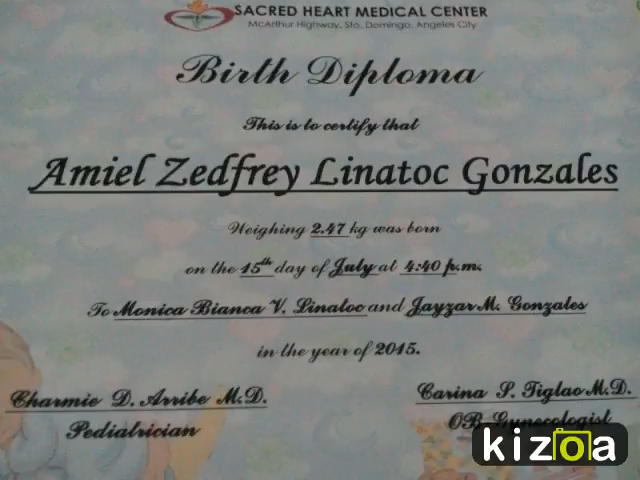 SACRED HEART MEDICAL CENTER
McArthur Highway, Sto. Domingo, Angeles City
Birth Diploma
This is to certify that
Amiel Zedfrey Linatoc Gonzales
Weighing 2.47 kg was born
on the 15th day of July at 4:40 p.m.
To Monica Bianca V. Linatoc and Jayzar M. Gonzales
in the year of 2015.
Charmie D. Arribe M.D.
Pediatrician
Carina S. Tiglao M.D.
OB-Gynecologist
kizoa